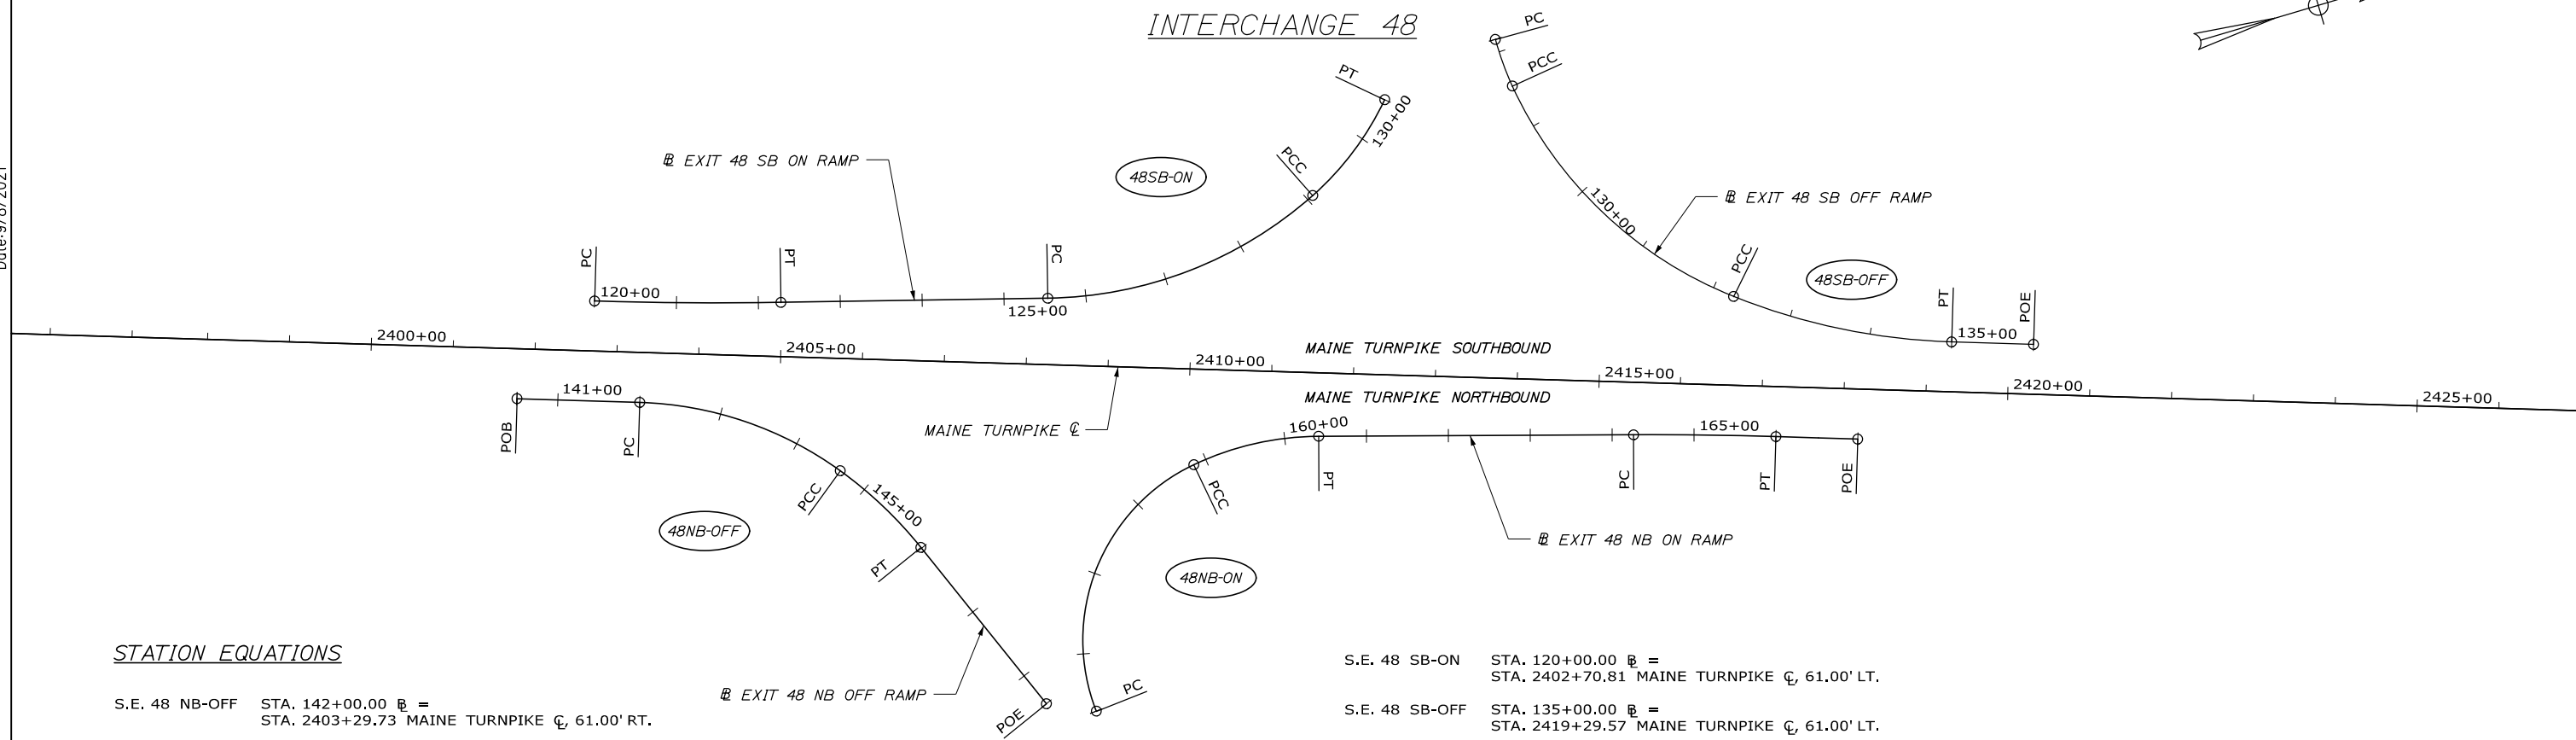 INTERCHANGE 48
PC
PCC
PT
130+00
PCC
℄ EXIT 48 SB ON RAMP
48SB-ON
PC
120+00
PT
PC
125+00
130+00
℄ EXIT 48 SB OFF RAMP
PCC
48SB-OFF
PT
135+00
POE
2400+00
2405+00
2410+00
2415+00
2420+00
2425+00
MAINE TURNPIKE SOUTHBOUND
MAINE TURNPIKE NORTHBOUND
MAINE TURNPIKE ℄
POB
141+00
PC
PCC
145+00
48NB-OFF
PT
℄ EXIT 48 NB OFF RAMP
POE
PC
48NB-ON
PCC
160+00
PT
PC
165+00
PT
POE
℄ EXIT 48 NB ON RAMP
STATION EQUATIONS
S.E. 48 NB-OFF STA. 142+00.00 ℄ =
STA. 2403+29.73 MAINE TURNPIKE ℄, 61.00' RT.
S.E. 48 SB-ON STA. 120+00.00 ℄ =
STA. 2402+70.81 MAINE TURNPIKE ℄, 61.00' LT.
S.E. 48 SB-OFF STA. 135+00.00 ℄ =
STA. 2419+29.57 MAINE TURNPIKE ℄, 61.00' LT.